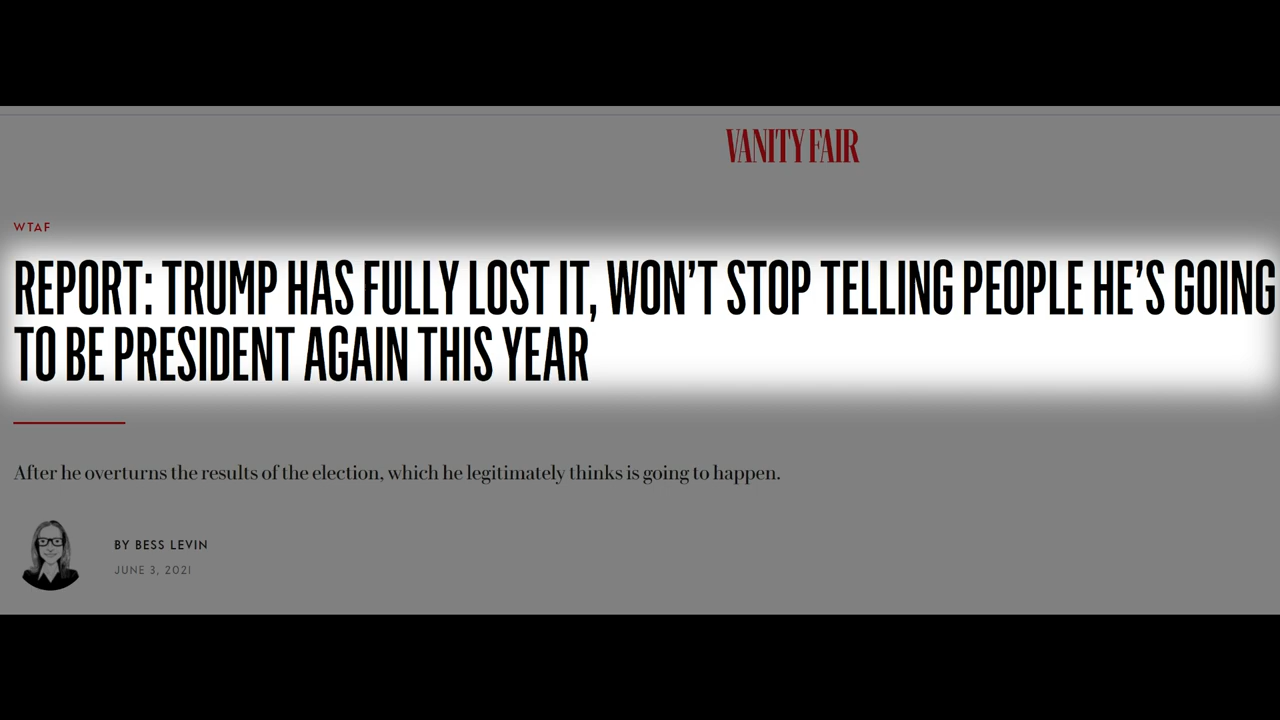 VANITY FAIR
WTAF
REPORT: TRUMP HAS FULLY LOST IT, WON'T STOP TELLING PEOPLE HE'S GOING
TO BE PRESIDENT AGAIN THIS YEAR
After he overturns the results of the election, which he legitimately thinks is going to happen.
BY BESS LEVIN
JUNE 3, 2021